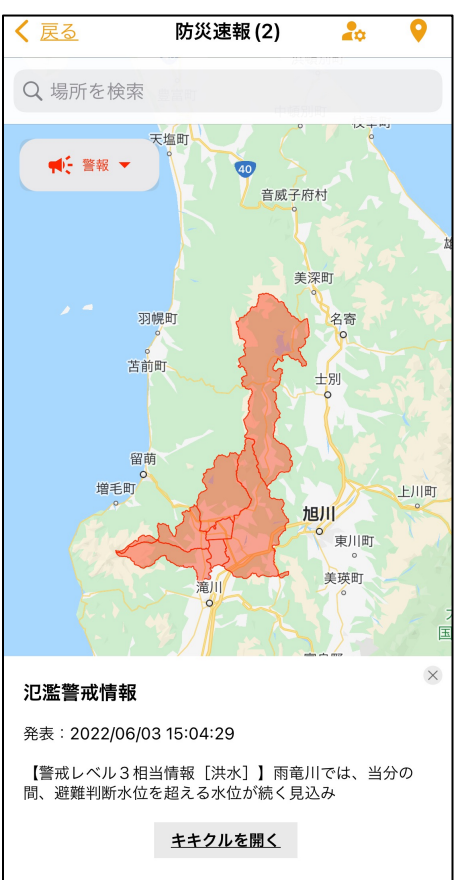 戻る
防災速報(2)
場所を検索
天塩町
警報
40
音威子府村
美深町
羽幌町
名寄
苫前町
士別
留萌
増毛町
上川町
旭川
東川町
美瑛町
滝川
氾濫警戒情報
発表：2022/06/03 15:04:29
【警戒レベル３相当情報［洪水］】雨竜川では、当分の
間、避難判断水位を超える水位が続く見込み
キキクルを開く